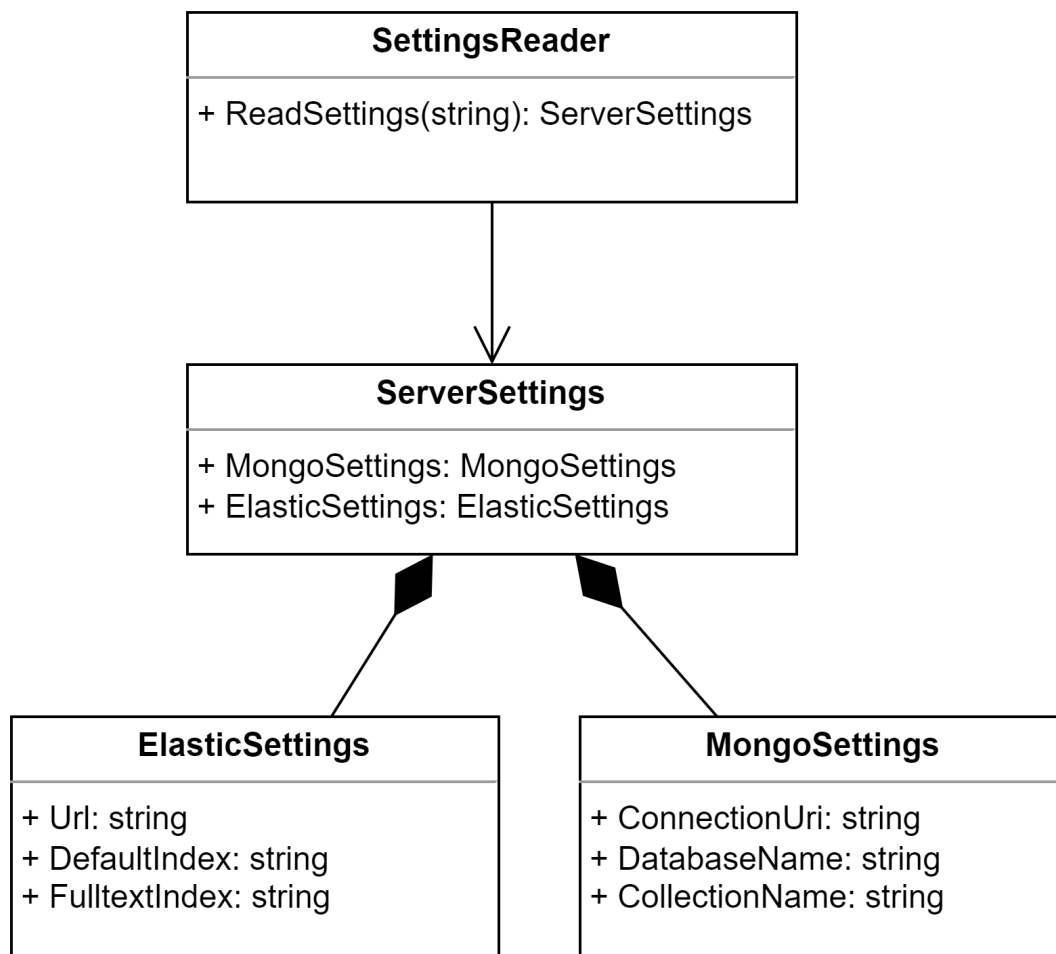 SettingsReader
+ ReadSettings(string): ServerSettings
ServerSettings
+ MongoSettings: MongoSettings
+ ElasticSettings: ElasticSettings
ElasticSettings
+ Url: string
+ DefaultIndex: string
+ FulltextIndex: string
MongoSettings
+ ConnectionUri: string
+ DatabaseName: string
+ CollectionName: string